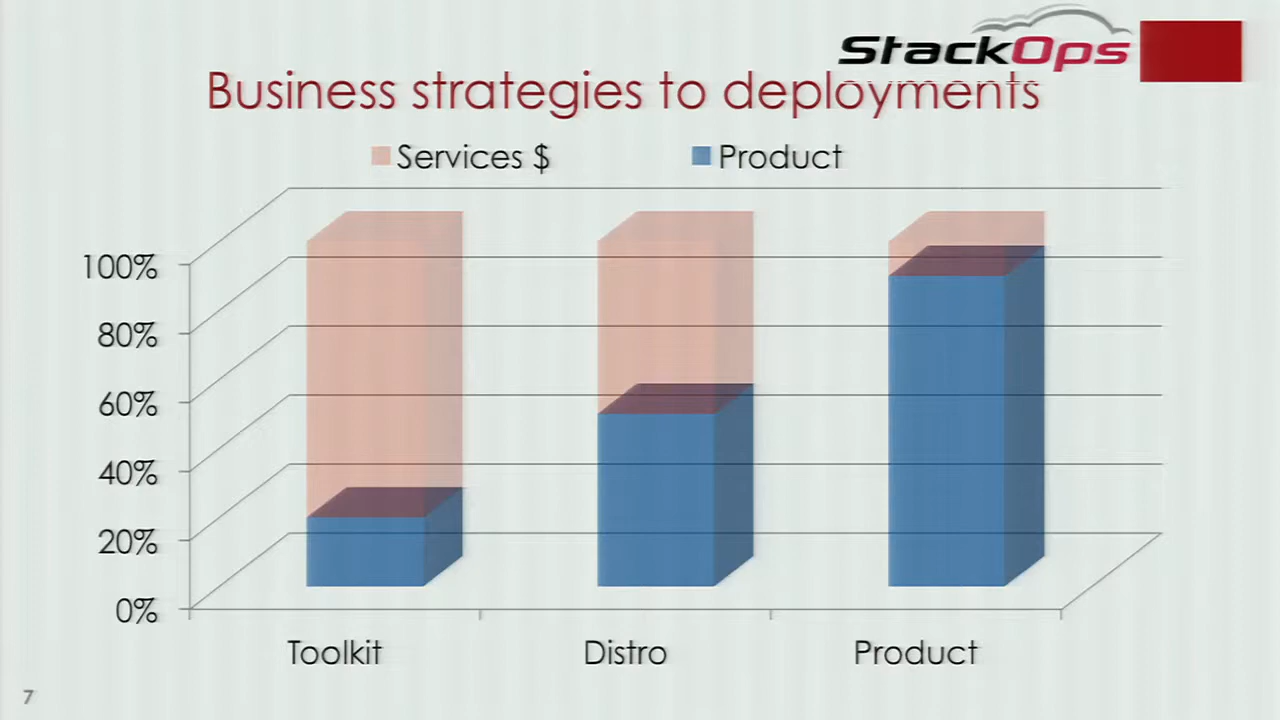 StackOps
Business strategies to deployments
Services $ Product
100%
80%
60%
40%
20%
0%
Toolkit Distro Product
7